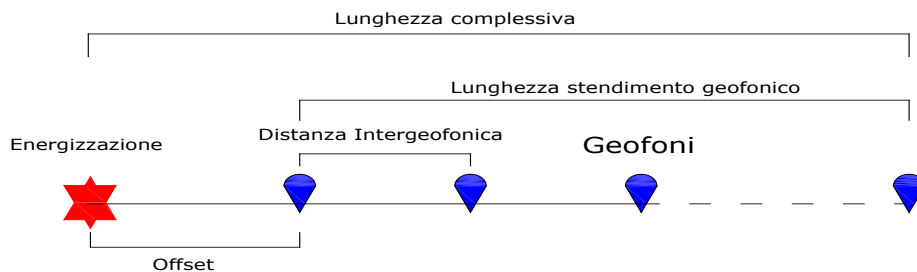 Lunghezza complessiva
Lunghezza stendimento geofonico
Distanza Intergeofonica
Geofoni
Energizzazione
Offset